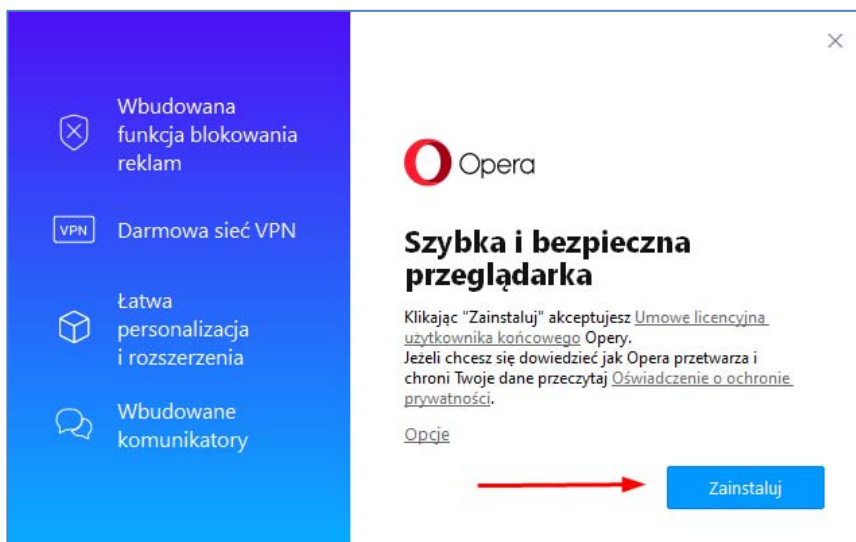 Wbudowana
funkcja blokowania
reklam
VPN
Darmowa sieć VPN
Łatwa
personalizacja
i rozszerzenia
Wbudowane
komunikatory
Opera
Szybka i bezpieczna
przeglądarka
Klikając "Zainstaluj" akceptujesz Umowe licencyjna
użytkownika końcowego Opery.
Jeżeli chcesz się dowiedzieć jak Opera przetwarza i
chroni Twoje dane przeczytaj Oświadczenie o ochronie
prywatności.
Opcje
Zainstaluj